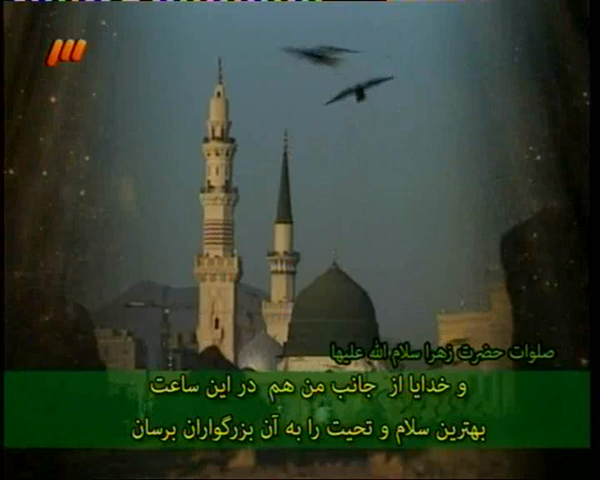 صلوات حضرت زهرا سلام الله علیها
و خدایا از جانب من هم در این ساعت
بهترین سلام و تحیت را به آن بزرگواران برسان